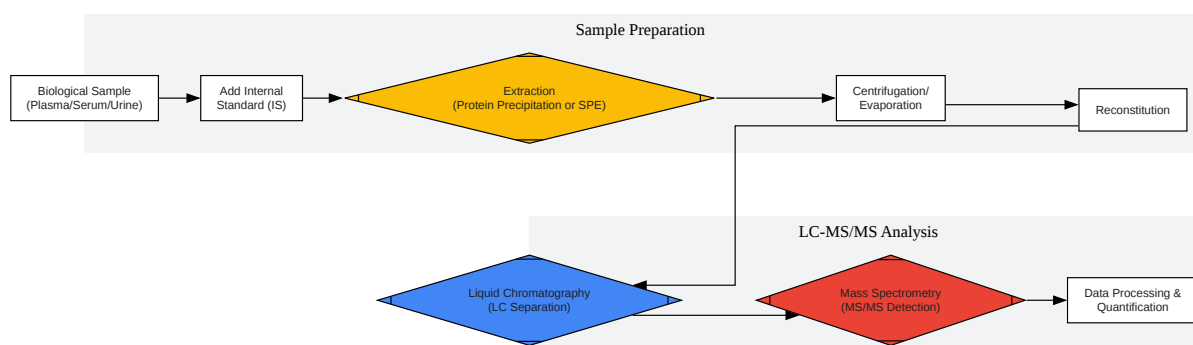 Sample Preparation
Biological Sample
(Plasma/Serum/Urine)
Add Internal
Standard (IS)
Extraction
(Protein Precipitation or SPE)
Centrifugation/
Evaporation
Reconstitution
LC-MS/MS Analysis
Liquid Chromatography
(LC Separation)
Mass Spectrometry
(MS/MS Detection)
Data Processing &
Quantification